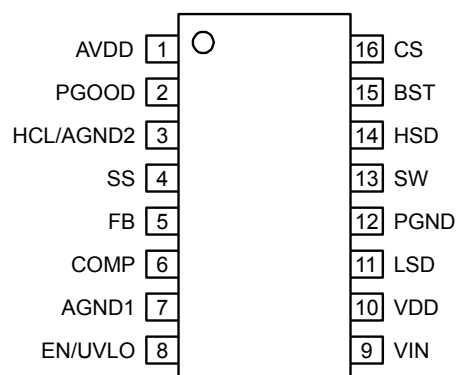 AVDD 1 16 CS
PGOOD 2 15 BST
HCL/AGND2 3 14 HSD
SS 4 13 SW
FB 5 12 PGND
COMP 6 11 LSD
AGND1 7 10 VDD
EN/UVLO 8 9 VIN